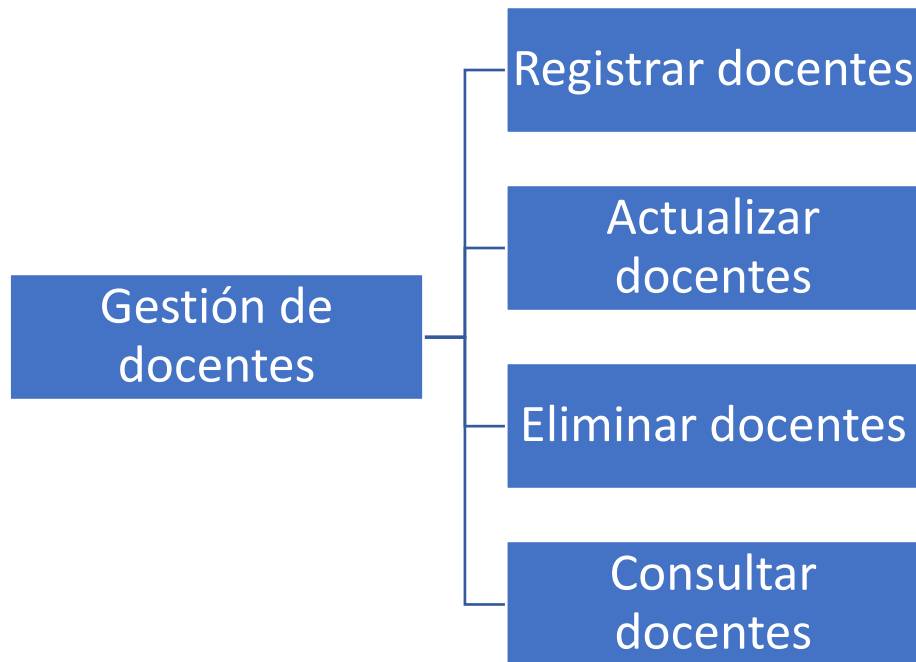 Registrar docentes
Actualizar
docentes
Gestión de
docentes
Eliminar docentes
Consultar
docentes